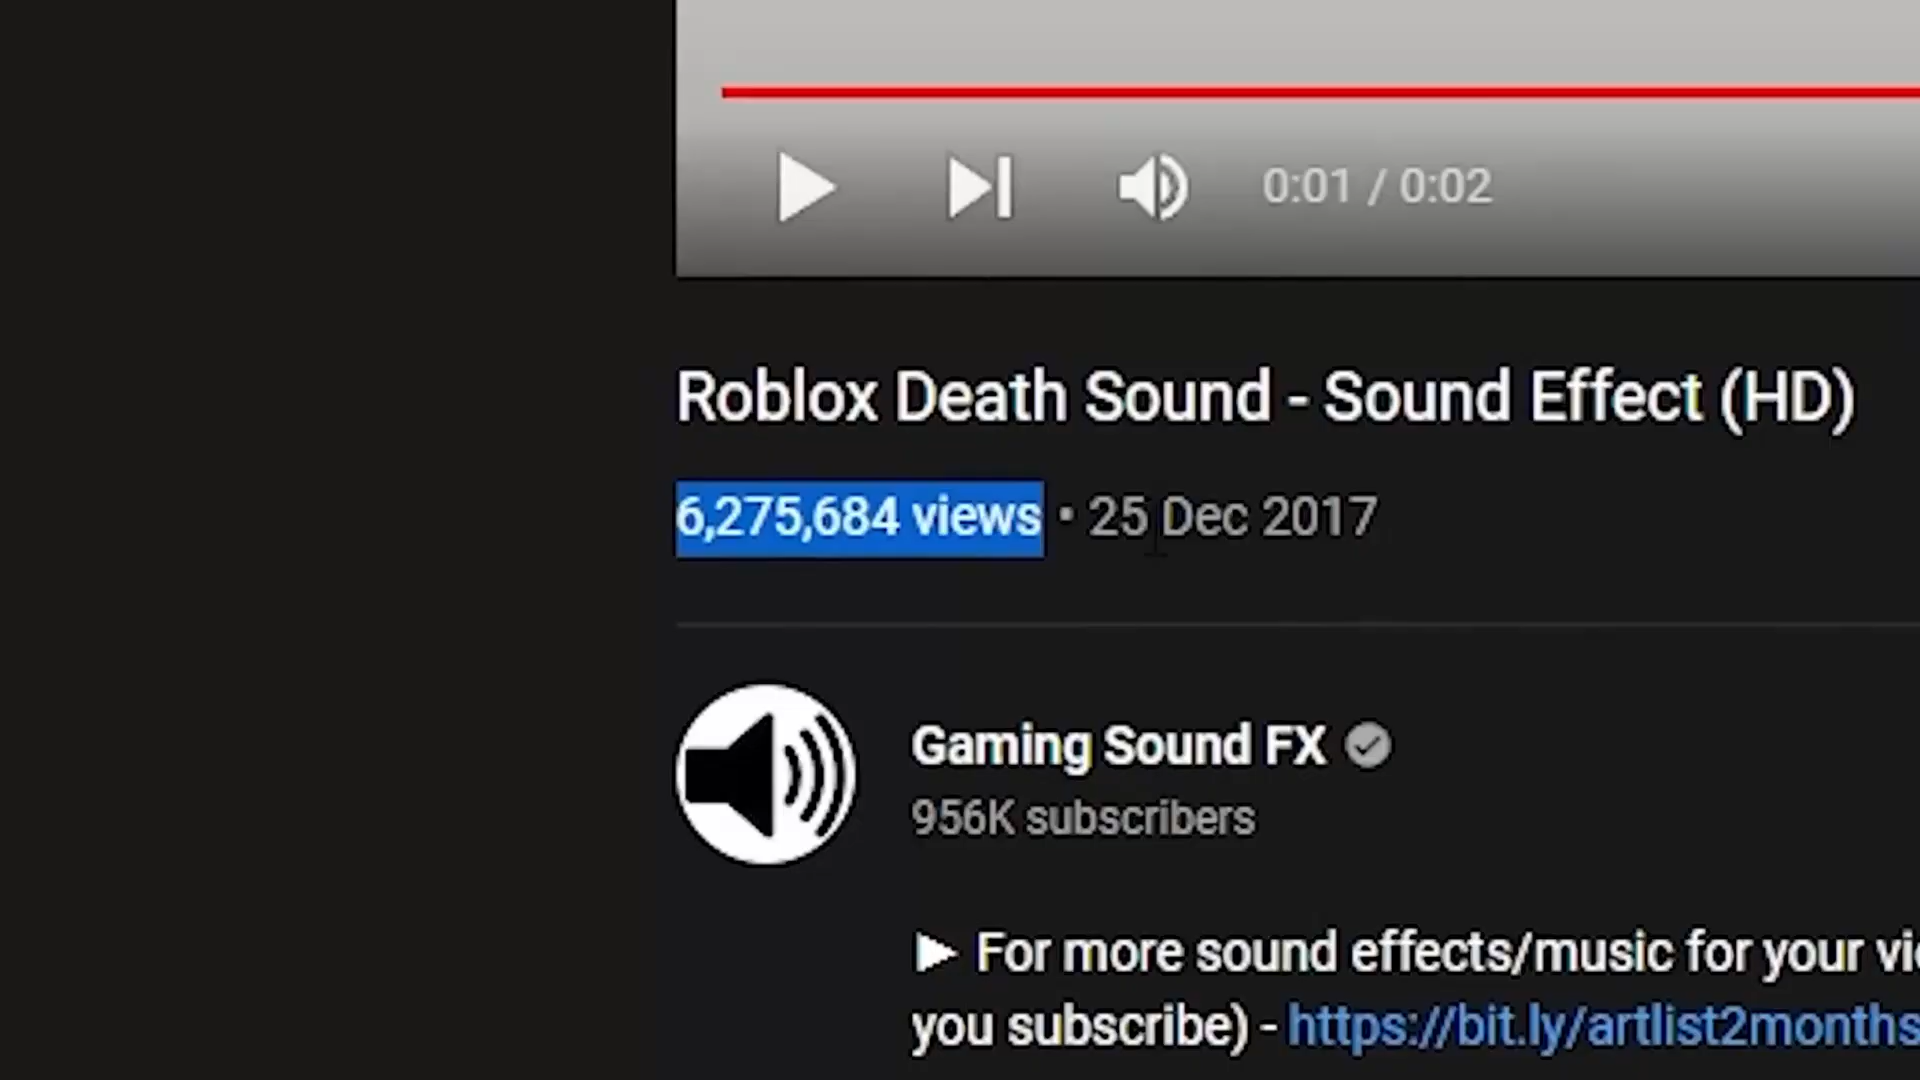 0:01 / 0:02
Roblox Death Sound - Sound Effect (HD)
6,275,684 views • 25 Dec 2017
Gaming Sound FX
956K subscribers
▶ For more sound effects/music for your
you subscribe) - https://bit.ly/artlist2months